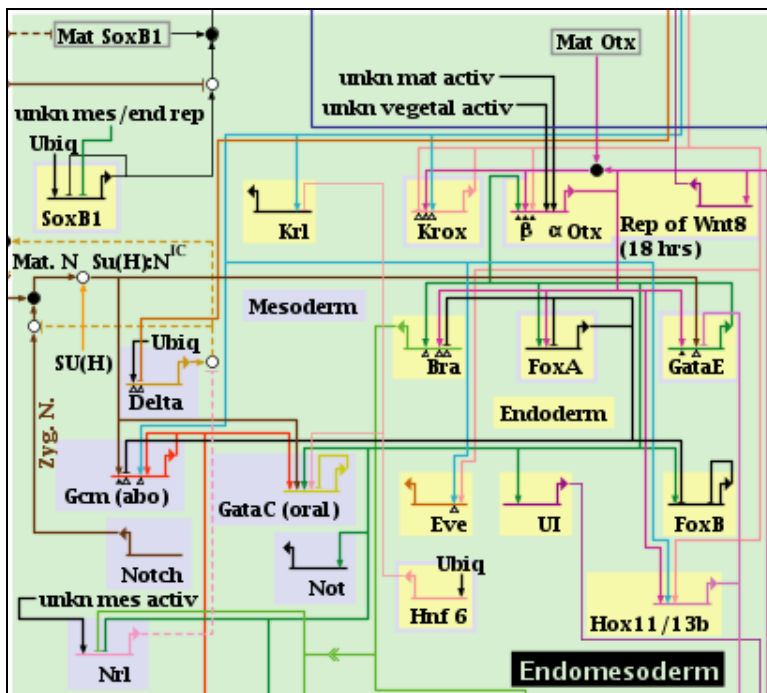 Mat SoxB1
Mat Otx
unkn mat activ
unkn vegetal activ
unkn mes /end rep
Ubiq
SoxB1
Krl
Krox
β α Otx
Rep of Wnt8
(18 hrs)
Mat. N Su(H):N^IC
Mesoderm
SU(H)
Ubiq
Delta
Bra
FoxA
GataE
Endoderm
Zyg. N.
Gcm (abo)
GataC (oral)
Eve
UI
FoxB
Notch
Not
Ubiq
Hnf 6
Hox11/13b
unkn mes activ
Nrl
Endomesoderm